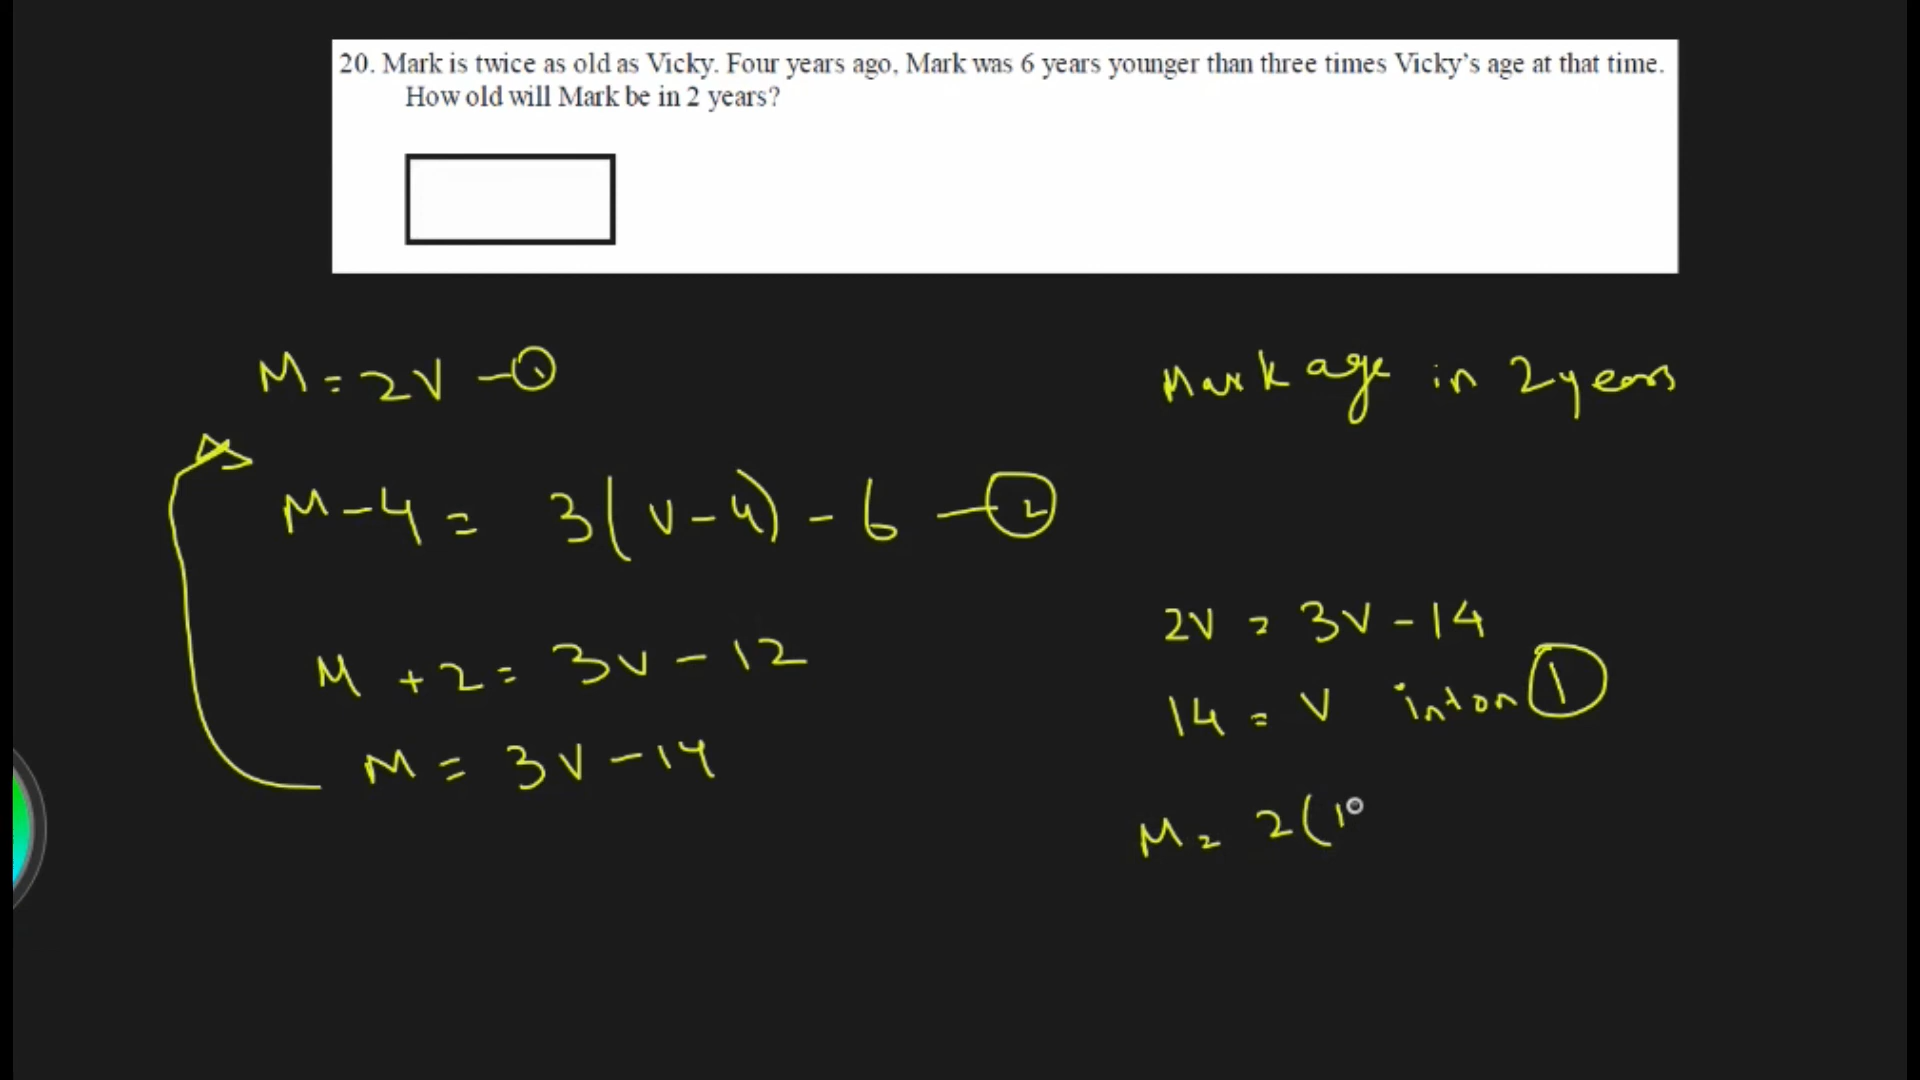 20. Mark is twice as old as Vicky. Four years ago, Mark was 6 years younger than three times Vicky's age at that time.
How old will Mark be in 2 years?
M = 2V - ①
Mark age in 2 years
M - 4 = 3(V - 4) - 6 - ②
M + 2 = 3V - 12
M = 3V - 14
2V = 3V - 14
14 = V into n ①
M = 2(1